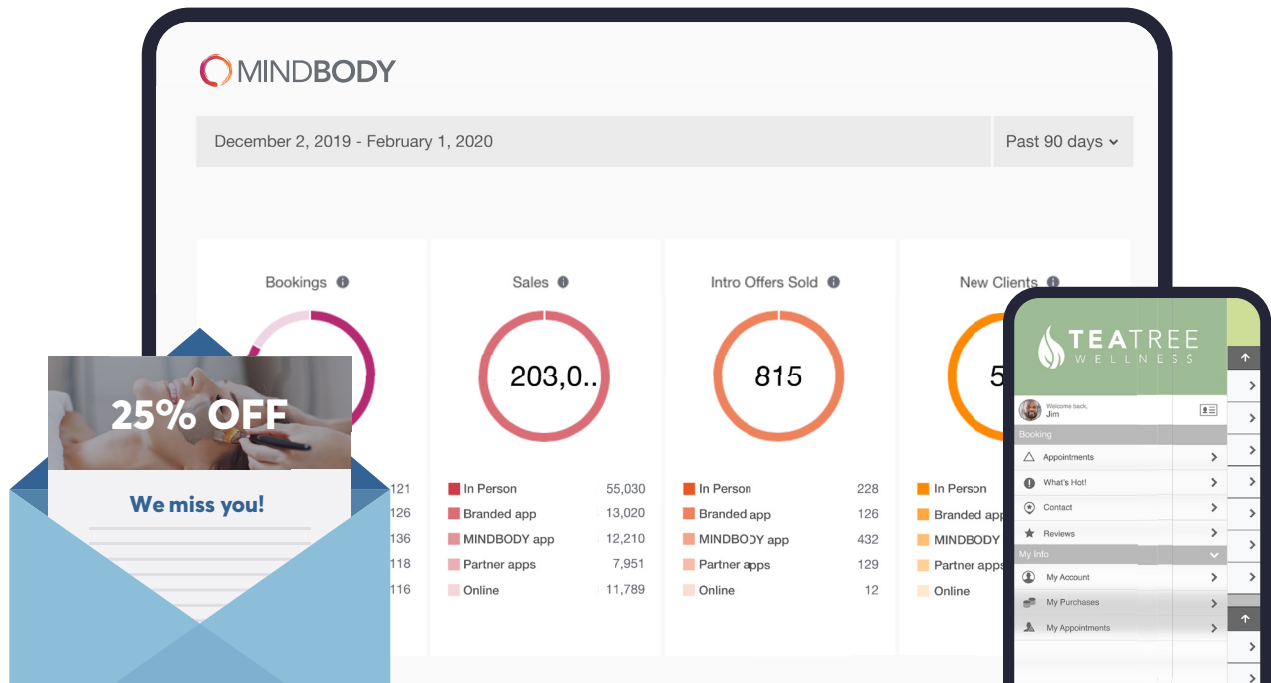 MINDBODY
December 2, 2019 - February 1, 2020
Past 90 days
Bookings
121
126
136
118
116
Sales
203,0..
In Person 55,030
Branded app 13,020
MINDBODY app 12,210
Partner apps 7,951
Online 11,789
Intro Offers Sold
815
In Person 228
Branded app 126
MINDBODY app 432
Partner apps 129
Online 12
New Clients
5
In Person
Branded app
MINDBODY
Partner apps
Online
25% OFF
We miss you!
TEATREE
WELLNESS
Welcome back,
Jim
Booking
Appointments
What's Hot!
Contact
Reviews
My Info
My Account
My Purchases
My Appointments